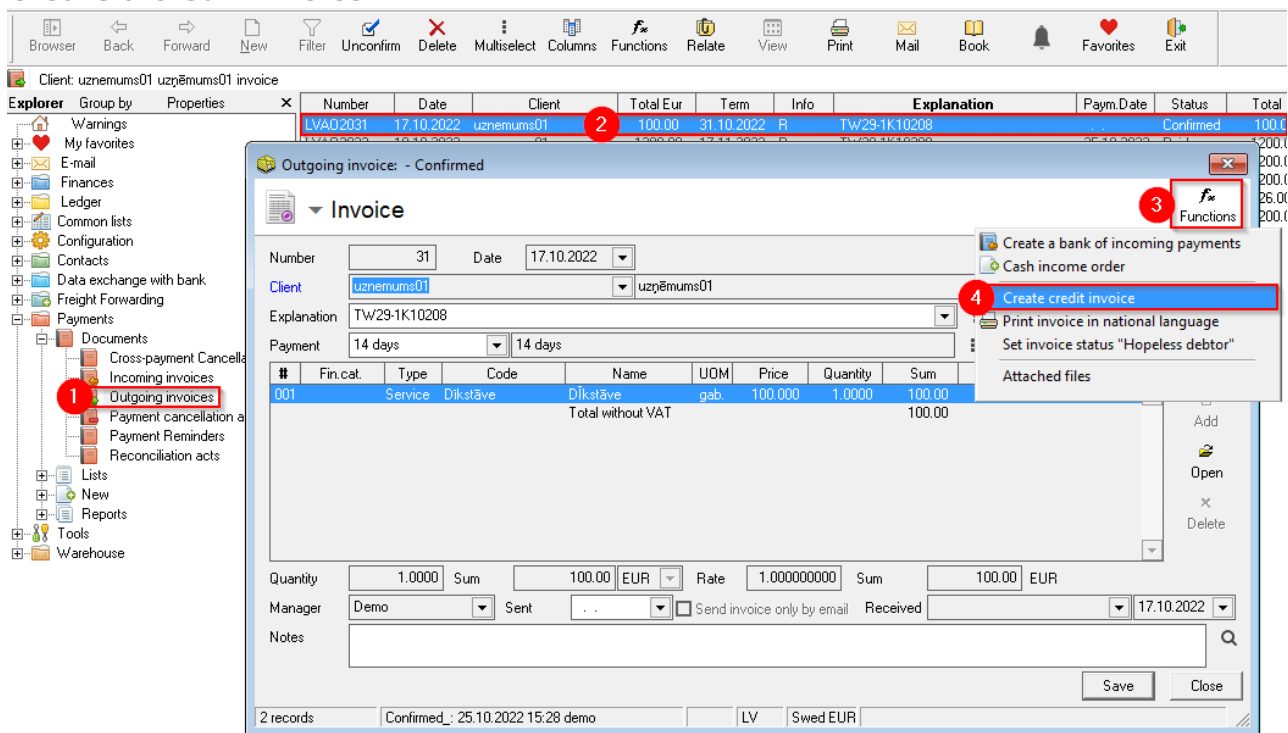 Browser Back Forward New Filter Unconfirm Delete Multiselect Columns Functions Relate View Print Mail Book Favorites Exit
Client: uznemums01 uzņēmums01 invoice
Explorer Group by Properties × Number Date Client Total Eur Term Info Explanation Paym.Date Status Total
Warnings LVA02031 17.10.2022 uznemums01 2 100.00 31.10.2022 R TW29-1K10208 . . Confirmed 100.0
My favorites
E-mail Outgoing invoice: - Confirmed
Finances
Ledger Invoice 3 Functions
Common lists
Configuration Create a bank of incoming payments
Contacts Number 31 Date 17.10.2022
Data exchange with bank Cash income order
Freight Forwarding Client uznemums01 uzņēmums01
Payments 4 Create credit invoice
Documents Explanation TW29-1K10208 Print invoice in national language
Cross-payment Cancella Payment 14 days 14 days Set invoice status "Hopeless debtor"
Incoming invoices # Fin.cat. Type Code Name UOM Price Quantity Sum Attached files
1 Outgoing invoices 001 Service Dīkstāve DĪkstāve gab. 100.000 1.0000 100.00
Payment cancellation a Total without VAT 100.00 Add
Payment Reminders
Reconciliation acts
Lists Open
New
Reports Delete
Tools
Warehouse
Quantity 1.0000 Sum 100.00 EUR Rate 1.000000000 Sum 100.00 EUR
Manager Demo Sent . . Send invoice only by email Received 17.10.2022
Notes
Save Close
2 records Confirmed_: 25.10.2022 15:28 demo LV Swed EUR